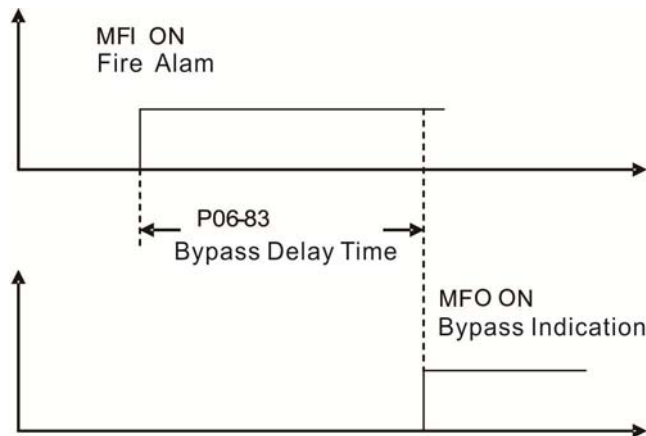 MFI ON
Fire Alam
P06-83
Bypass Delay Time
MFO ON
Bypass Indication